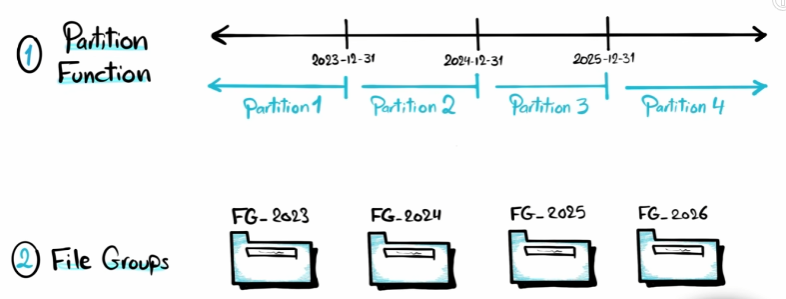 1 Partition
Function
2023-12-31 2024-12-31 2025-12-31
Partition 1 Partition 2 Partition 3 Partition 4
FG_2023 FG_2024 FG_2025 FG_2026
2 File Groups